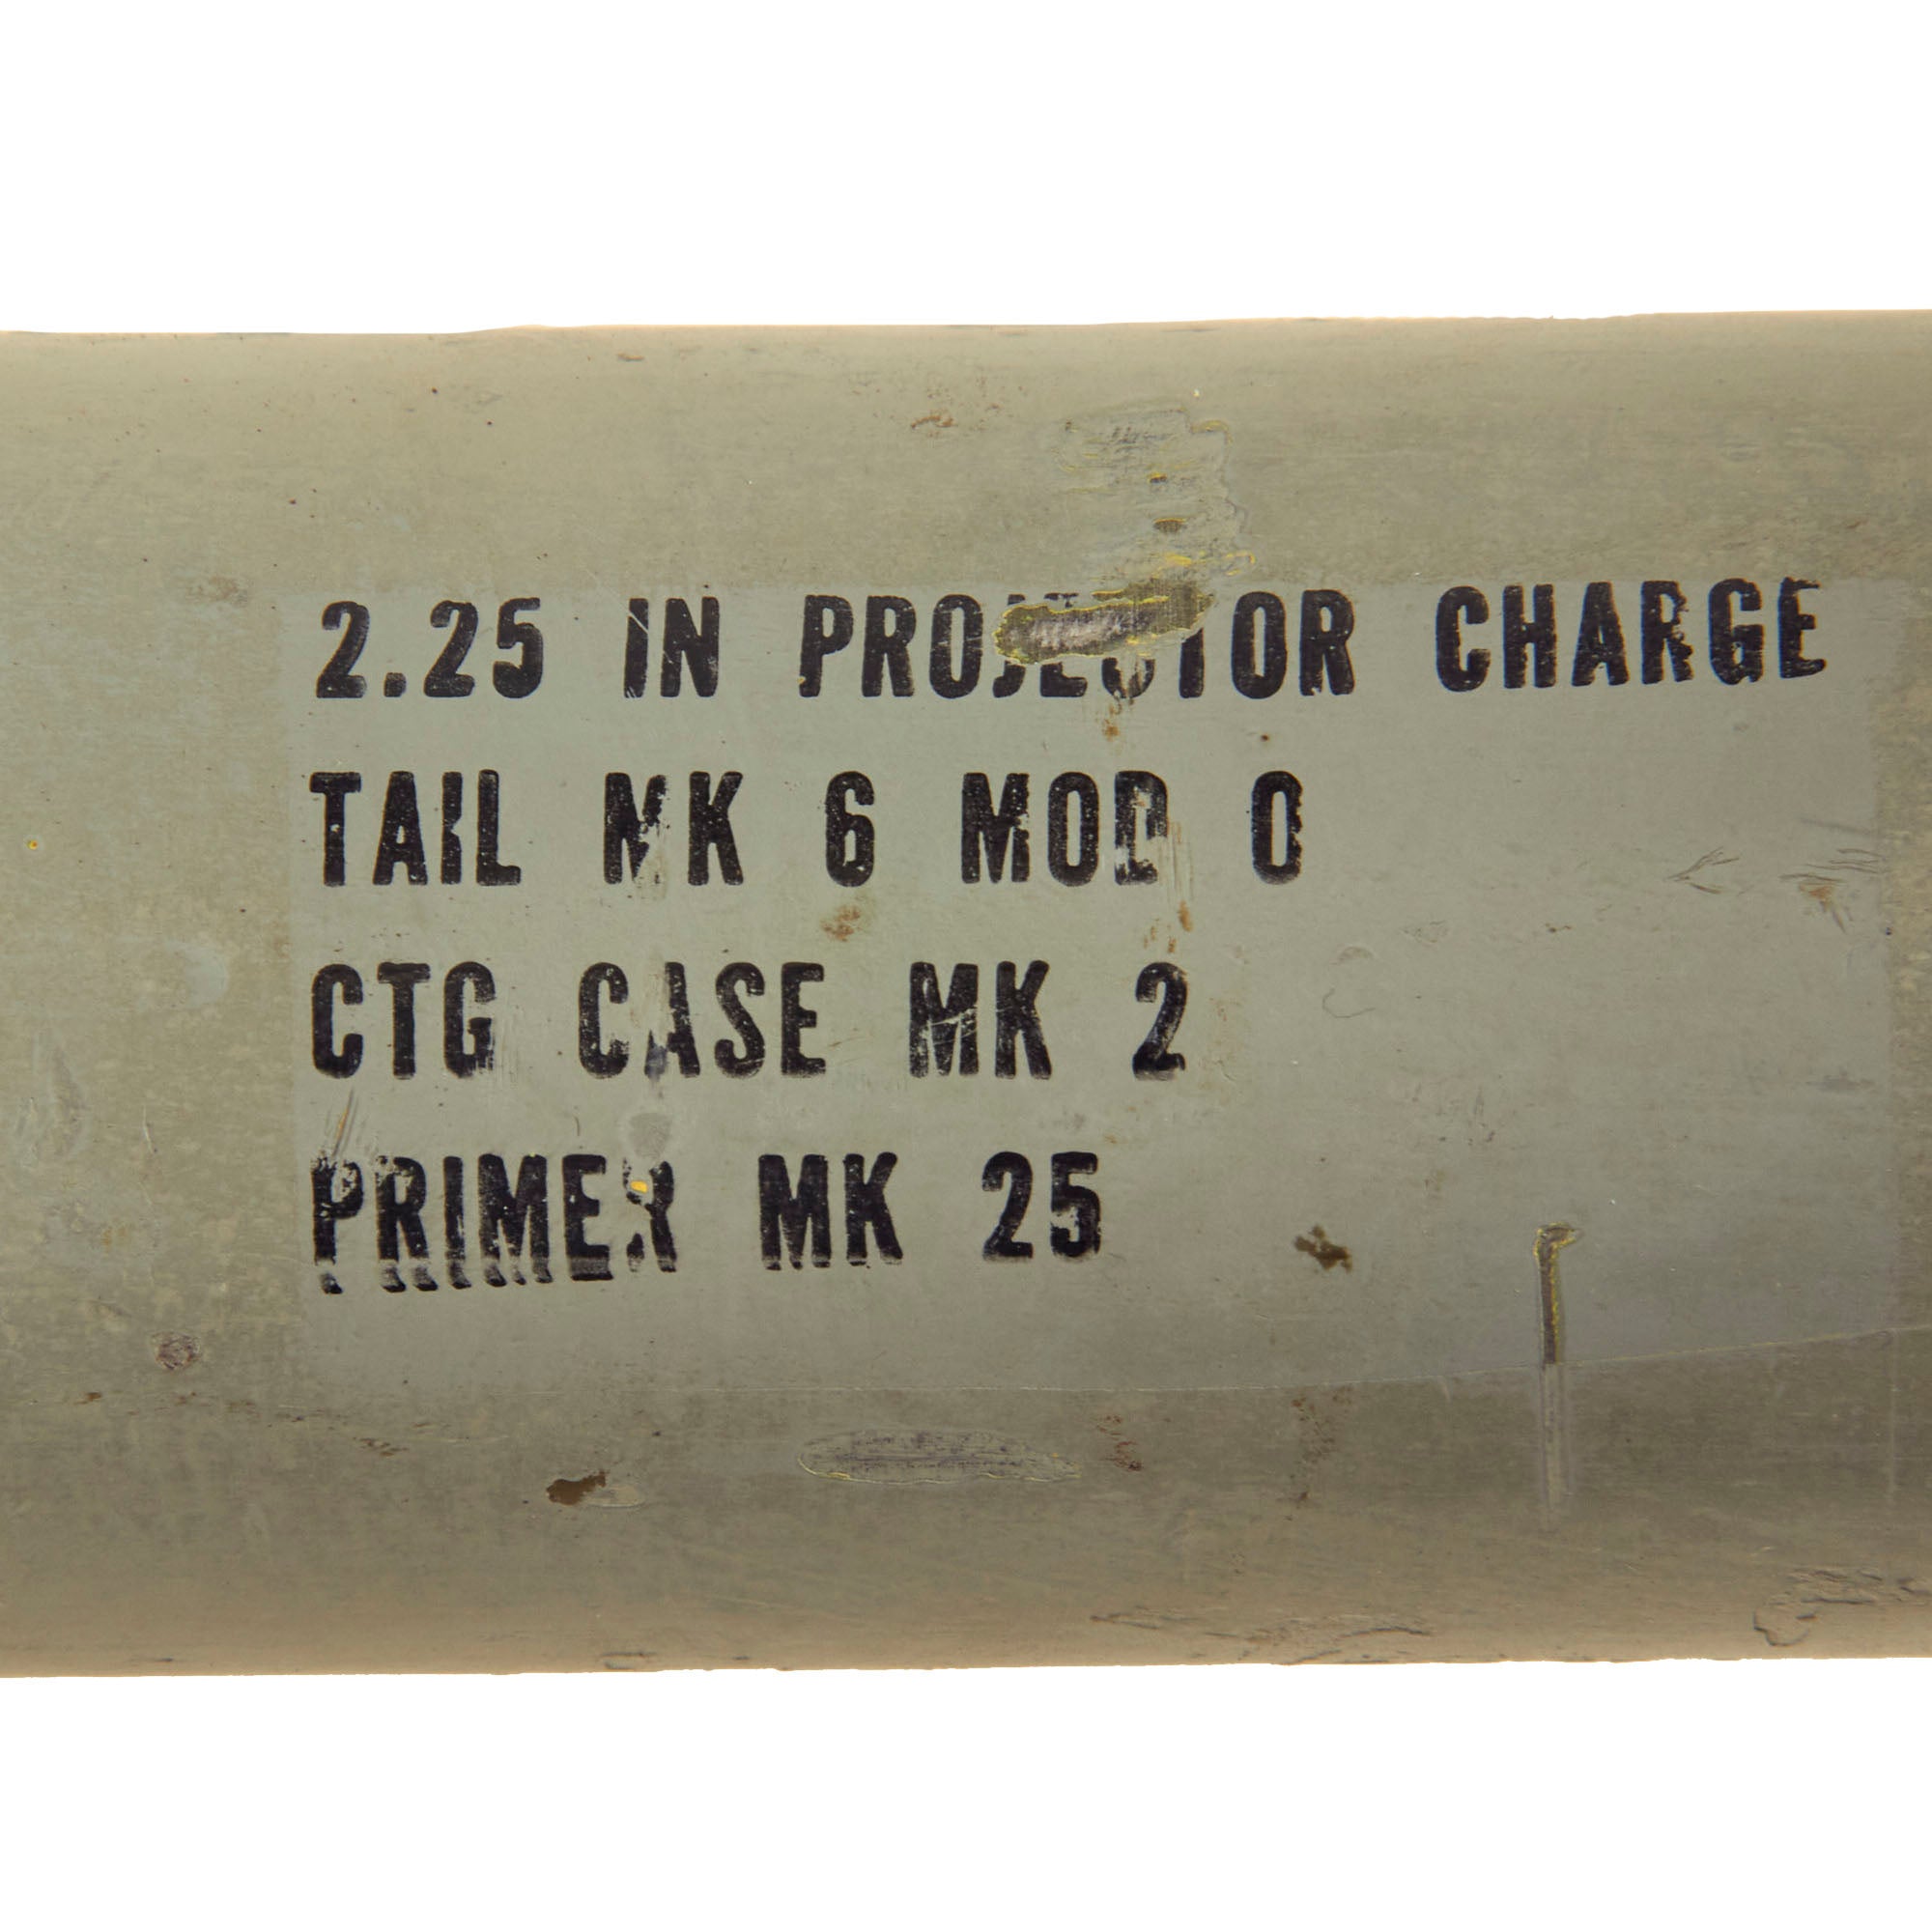 2.25 IN PROJECTOR CHARGE
TAIL MK 6 MOD 0
CTG CASE MK 2
PRIMER MK 25